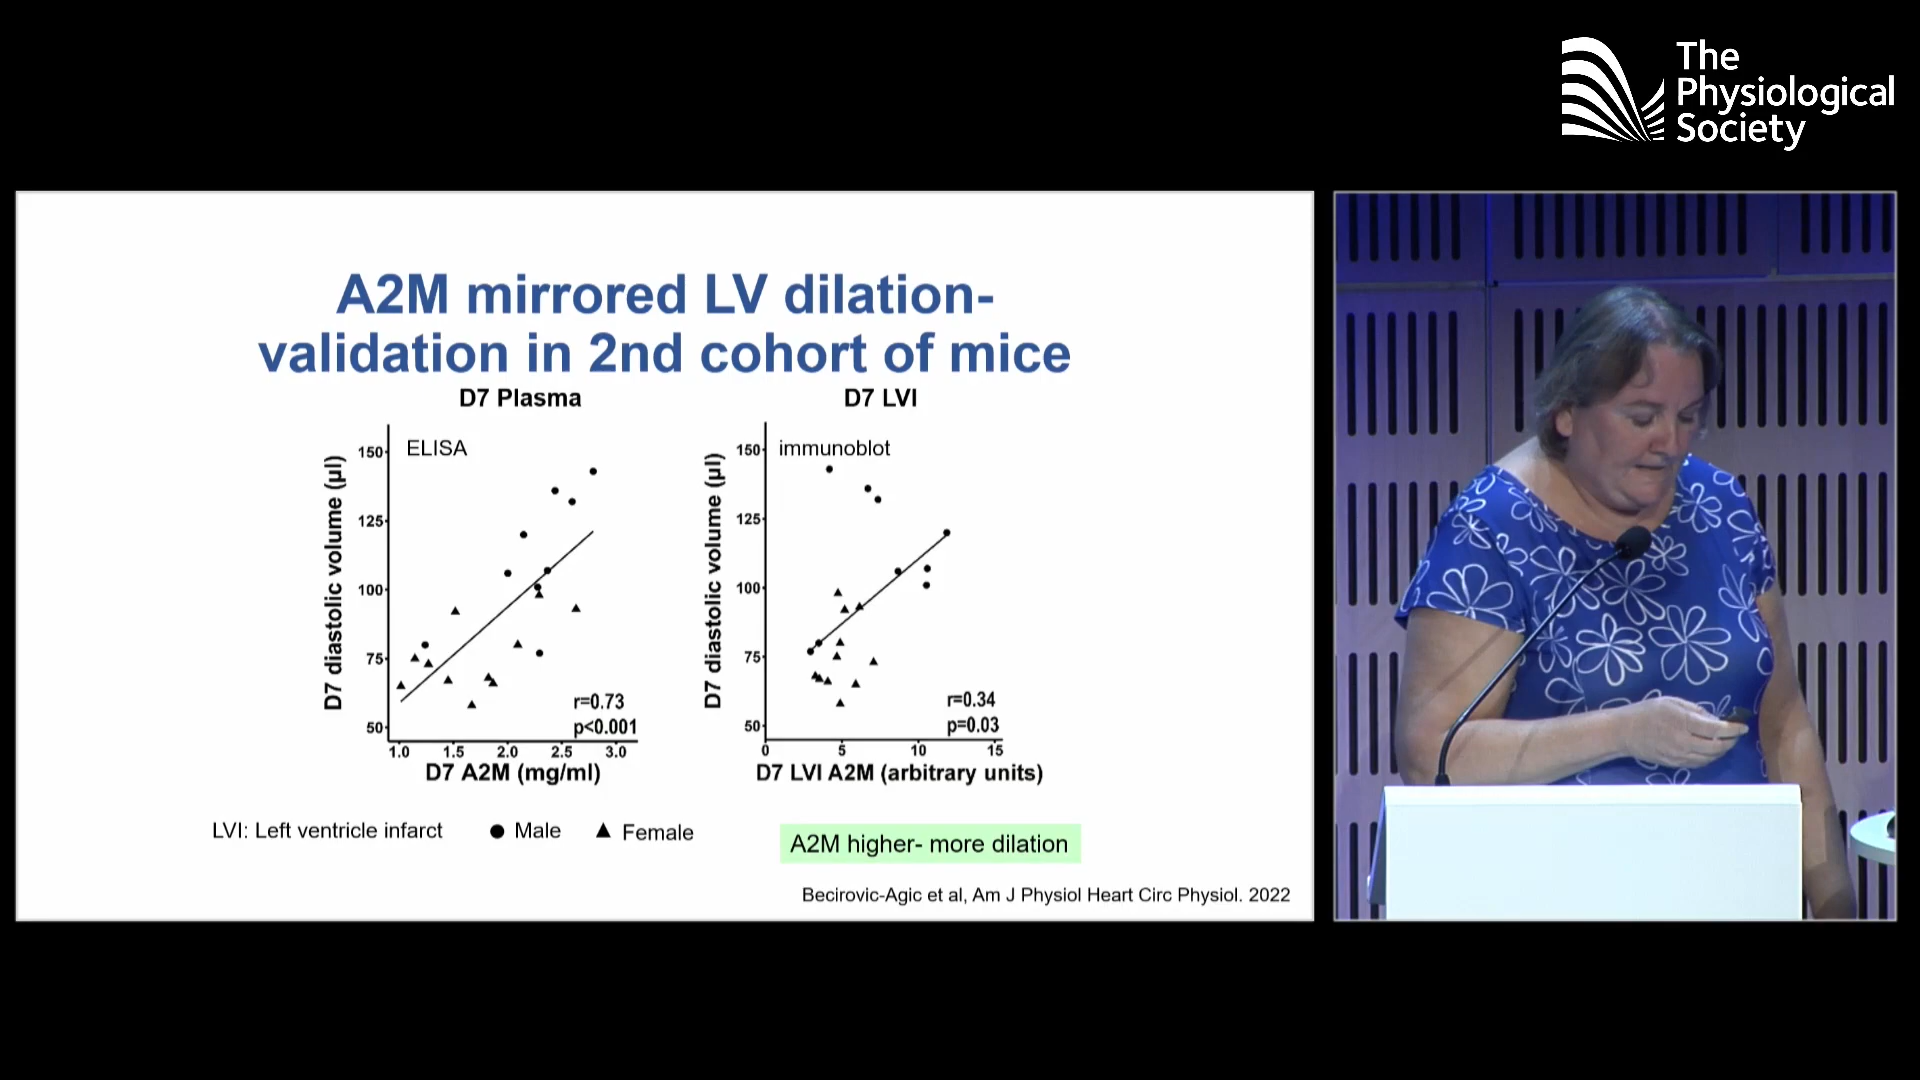 The
Physiological
Society
A2M mirrored LV dilation-
validation in 2nd cohort of mice
D7 Plasma
ELISA
D7 diastolic volume (µl)
150
125
100
75
50
r=0.73
p<0.001
1.0 1.5 2.0 2.5 3.0
D7 A2M (mg/ml)
D7 LVI
immunoblot
D7 diastolic volume (µl)
150
125
100
75
50
r=0.34
p=0.03
0 5 10 15
D7 LVI A2M (arbitrary units)
LVI: Left ventricle infarct
Male
Female
A2M higher- more dilation
Becirovic-Agic et al, Am J Physiol Heart Circ Physiol. 2022